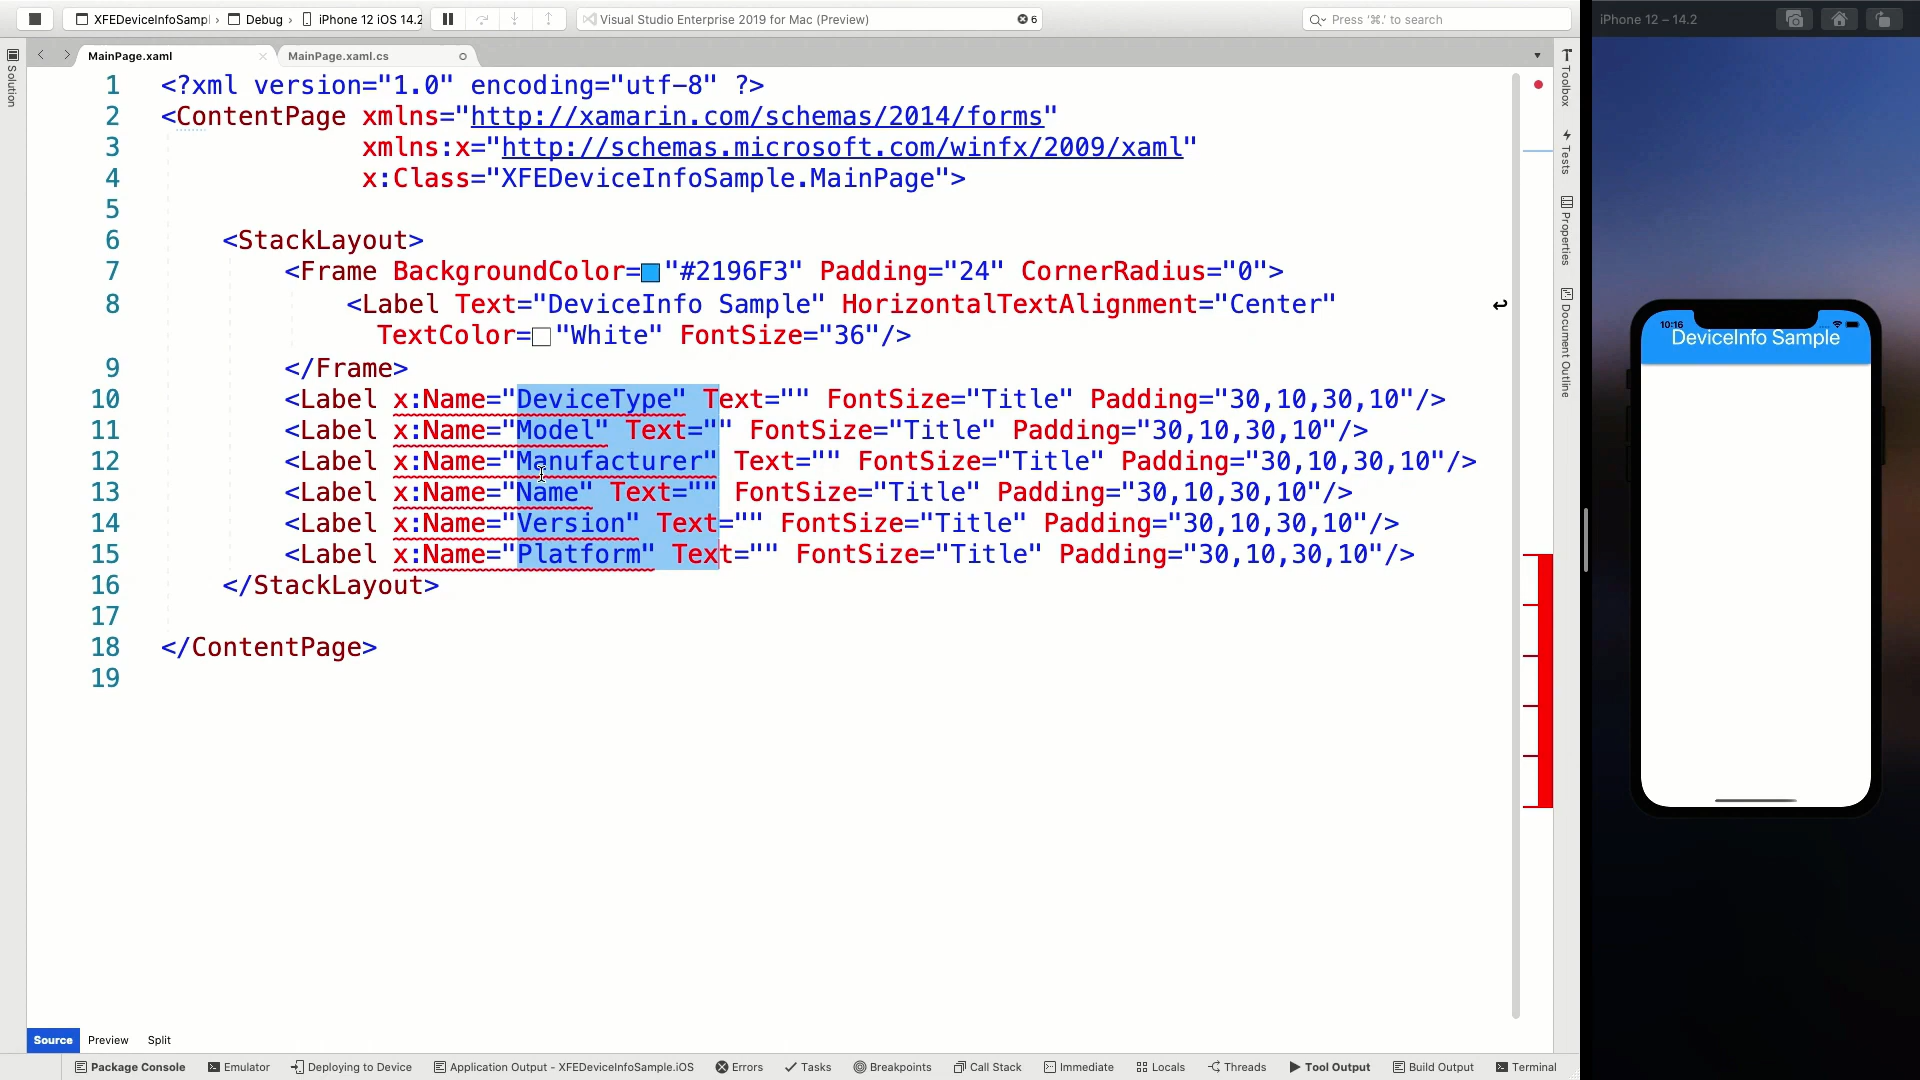 XFEDeviceInfoSampl › Debug › iPhone 12 iOS 14.2
Visual Studio Enterprise 2019 for Mac (Preview)
6
Press '⌘.' to search
iPhone 12 – 14.2
MainPage.xaml
MainPage.xaml.cs
Solution
Toolbox
Tests
Properties
Document Outline
1 <?xml version="1.0" encoding="utf-8" ?>
2 <ContentPage xmlns="http://xamarin.com/schemas/2014/forms"
3 xmlns:x="http://schemas.microsoft.com/winfx/2009/xaml"
4 x:Class="XFEDeviceInfoSample.MainPage">
5
6 <StackLayout>
7 <Frame BackgroundColor="#2196F3" Padding="24" CornerRadius="0">
8 <Label Text="DeviceInfo Sample" HorizontalTextAlignment="Center"
TextColor="White" FontSize="36"/>
9 </Frame>
10 <Label x:Name="DeviceType" Text="" FontSize="Title" Padding="30,10,30,10"/>
11 <Label x:Name="Model" Text="" FontSize="Title" Padding="30,10,30,10"/>
12 <Label x:Name="Manufacturer" Text="" FontSize="Title" Padding="30,10,30,10"/>
13 <Label x:Name="Name" Text="" FontSize="Title" Padding="30,10,30,10"/>
14 <Label x:Name="Version" Text="" FontSize="Title" Padding="30,10,30,10"/>
15 <Label x:Name="Platform" Text="" FontSize="Title" Padding="30,10,30,10"/>
16 </StackLayout>
17
18 </ContentPage>
19
10:16
DeviceInfo Sample
Source Preview Split
Package Console Emulator Deploying to Device Application Output - XFEDeviceInfoSample.iOS Errors Tasks Breakpoints Call Stack Immediate Locals Threads Tool Output Build Output Terminal